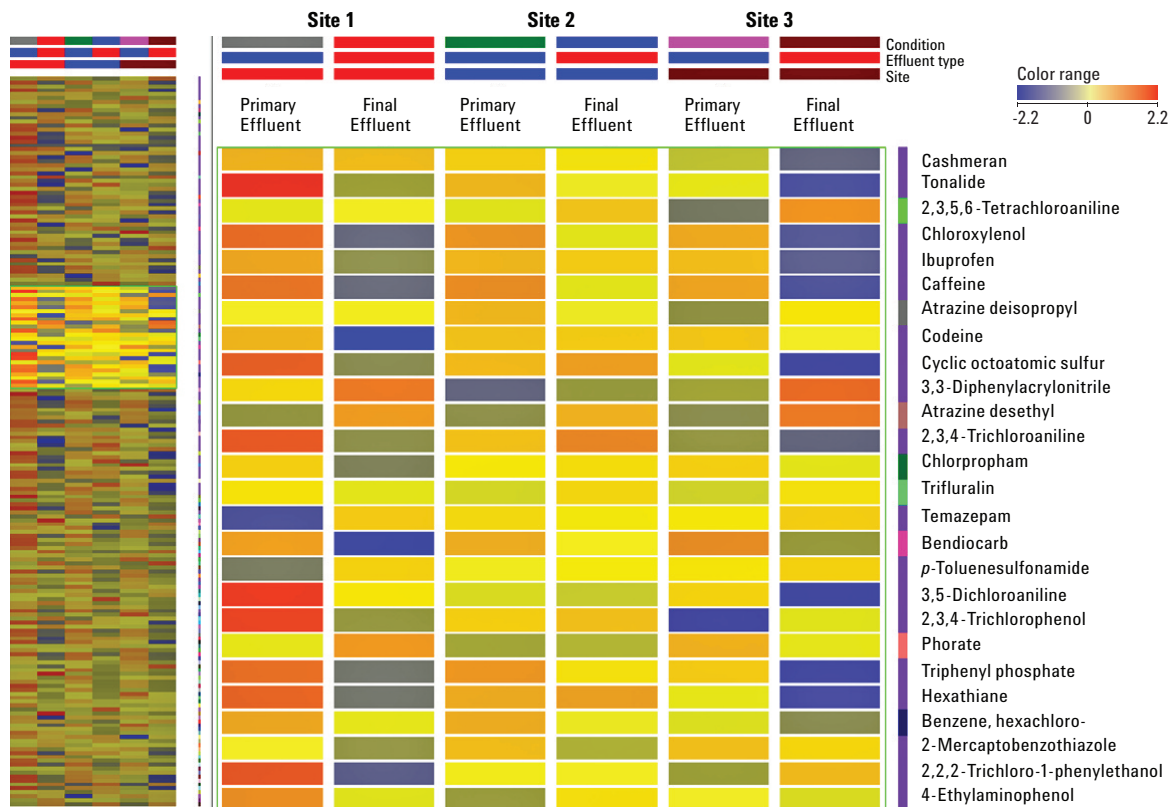 Site 1 Site 2 Site 3
Condition
Effluent type
Site
Color range
-2.2 0 2.2
Primary Effluent
Final Effluent
Primary Effluent
Final Effluent
Primary Effluent
Final Effluent
Cashmeran
Tonalide
2,3,5,6-Tetrachloroaniline
Chloroxylenol
Ibuprofen
Caffeine
Atrazine deisopropyl
Codeine
Cyclic octoatomic sulfur
3,3-Diphenylacrylonitrile
Atrazine desethyl
2,3,4-Trichloroaniline
Chlorpropham
Trifluralin
Temazepam
Bendiocarb
p-Toluenesulfonamide
3,5-Dichloroaniline
2,3,4-Trichlorophenol
Phorate
Triphenyl phosphate
Hexathiane
Benzene, hexachloro-
2-Mercaptobenzothiazole
2,2,2-Trichloro-1-phenylethanol
4-Ethylaminophenol